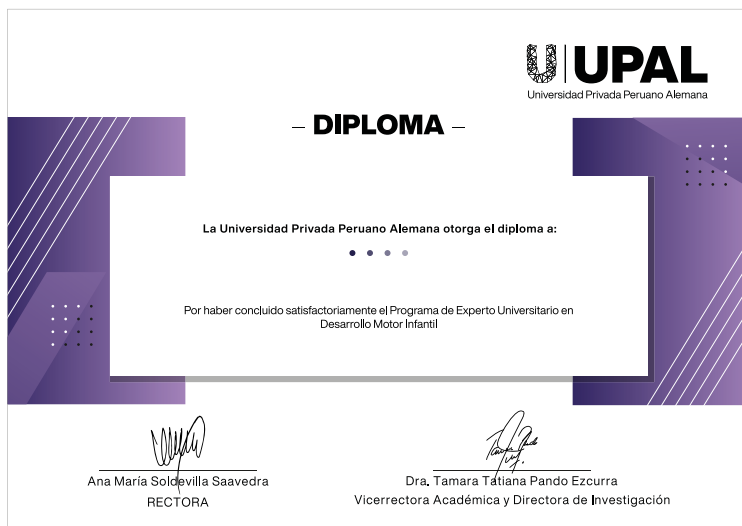 UPAL
Universidad Privada Peruano Alemana
– DIPLOMA –
La Universidad Privada Peruano Alemana otorga el diploma a:
Por haber concluido satisfactoriamente el Programa de Experto Universitario en
Desarrollo Motor Infantil
Ana María Soldevilla Saavedra
RECTORA
Dra. Tamara Tatiana Pando Ezcurra
Vicerrectora Académica y Directora de Investigación